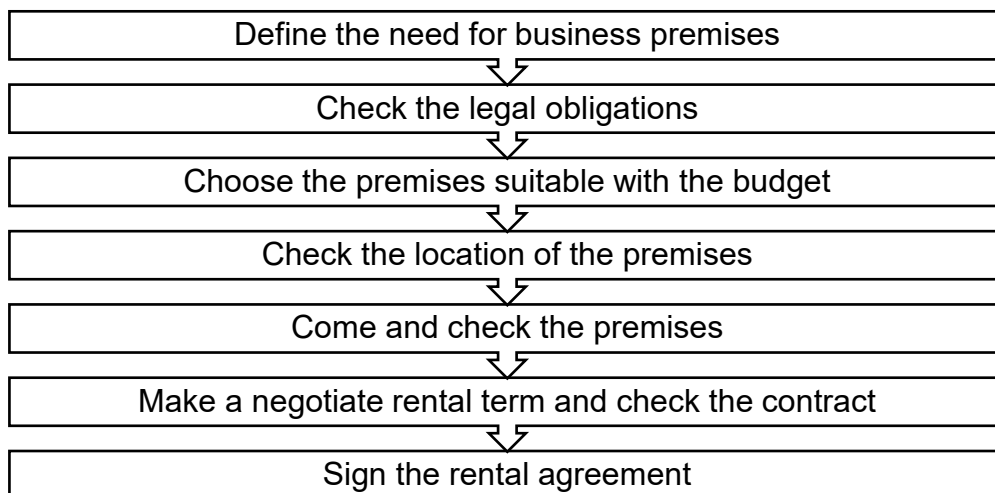 Define the need for business premises
Check the legal obligations
Choose the premises suitable with the budget
Check the location of the premises
Come and check the premises
Make a negotiate rental term and check the contract
Sign the rental agreement